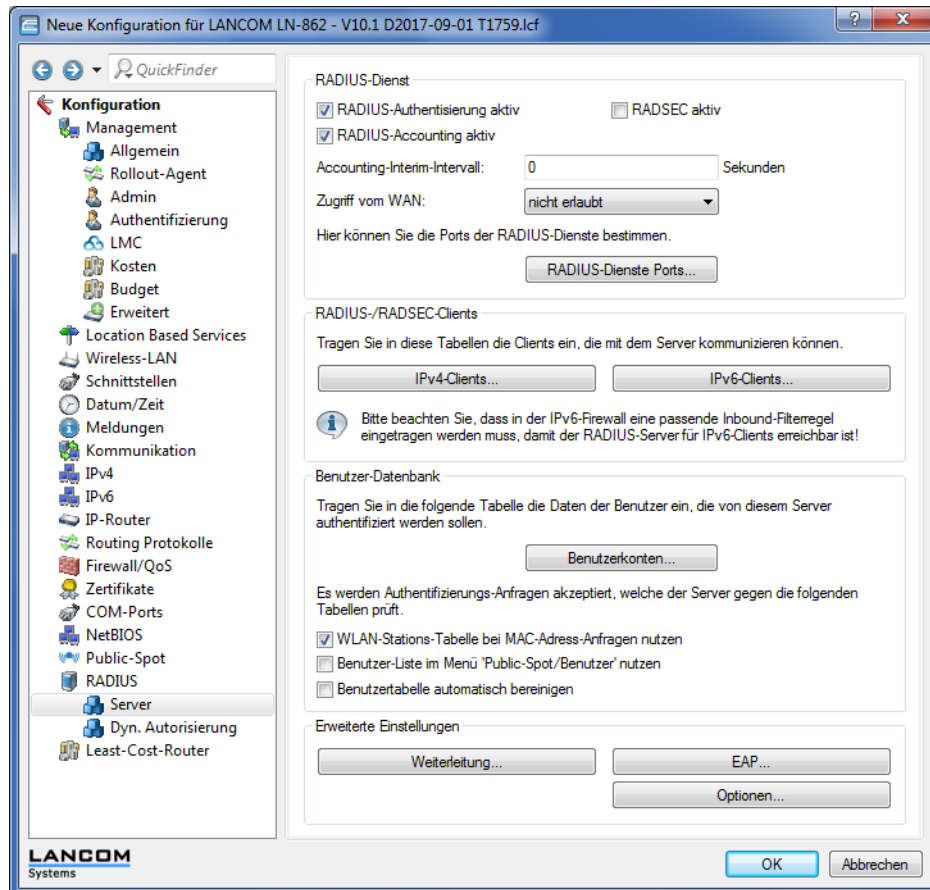 Neue Konfiguration für LANCOM LN-862 - V10.1 D2017-09-01 T1759.lcf
QuickFinder
Konfiguration
Management
Allgemein
Rollout-Agent
Admin
Authentifizierung
LMC
Kosten
Budget
Erweitert
Location Based Services
Wireless-LAN
Schnittstellen
Datum/Zeit
Meldungen
Kommunikation
IPv4
IPv6
IP-Router
Routing Protokolle
Firewall/QoS
Zertifikate
COM-Ports
NetBIOS
Public-Spot
RADIUS
Server
Dyn. Autorisierung
Least-Cost-Router
RADIUS-Dienst
RADIUS-Authentisierung aktiv
RADSEC aktiv
RADIUS-Accounting aktiv
Accounting-Interim-Intervall: 0 Sekunden
Zugriff vom WAN: nicht erlaubt
Hier können Sie die Ports der RADIUS-Dienste bestimmen.
RADIUS-Dienste Ports...
RADIUS-/RADSEC-Clients
Tragen Sie in diese Tabellen die Clients ein, die mit dem Server kommunizieren können.
IPv4-Clients...
IPv6-Clients...
Bitte beachten Sie, dass in der IPv6-Firewall eine passende Inbound-Filterregel
eingetragen werden muss, damit der RADIUS-Server für IPv6-Clients erreichbar ist!
Benutzer-Datenbank
Tragen Sie in die folgende Tabelle die Daten der Benutzer ein, die von diesem Server
authentifiziert werden sollen.
Benutzerkonten...
Es werden Authentifizierungs-Anfragen akzeptiert, welche der Server gegen die folgenden
Tabellen prüft.
WLAN-Stations-Tabelle bei MAC-Adress-Anfragen nutzen
Benutzer-Liste im Menü 'Public-Spot/Benutzer' nutzen
Benutzertabelle automatisch bereinigen
Erweiterte Einstellungen
Weiterleitung...
EAP...
Optionen...
LANCOM
Systems
OK
Abbrechen